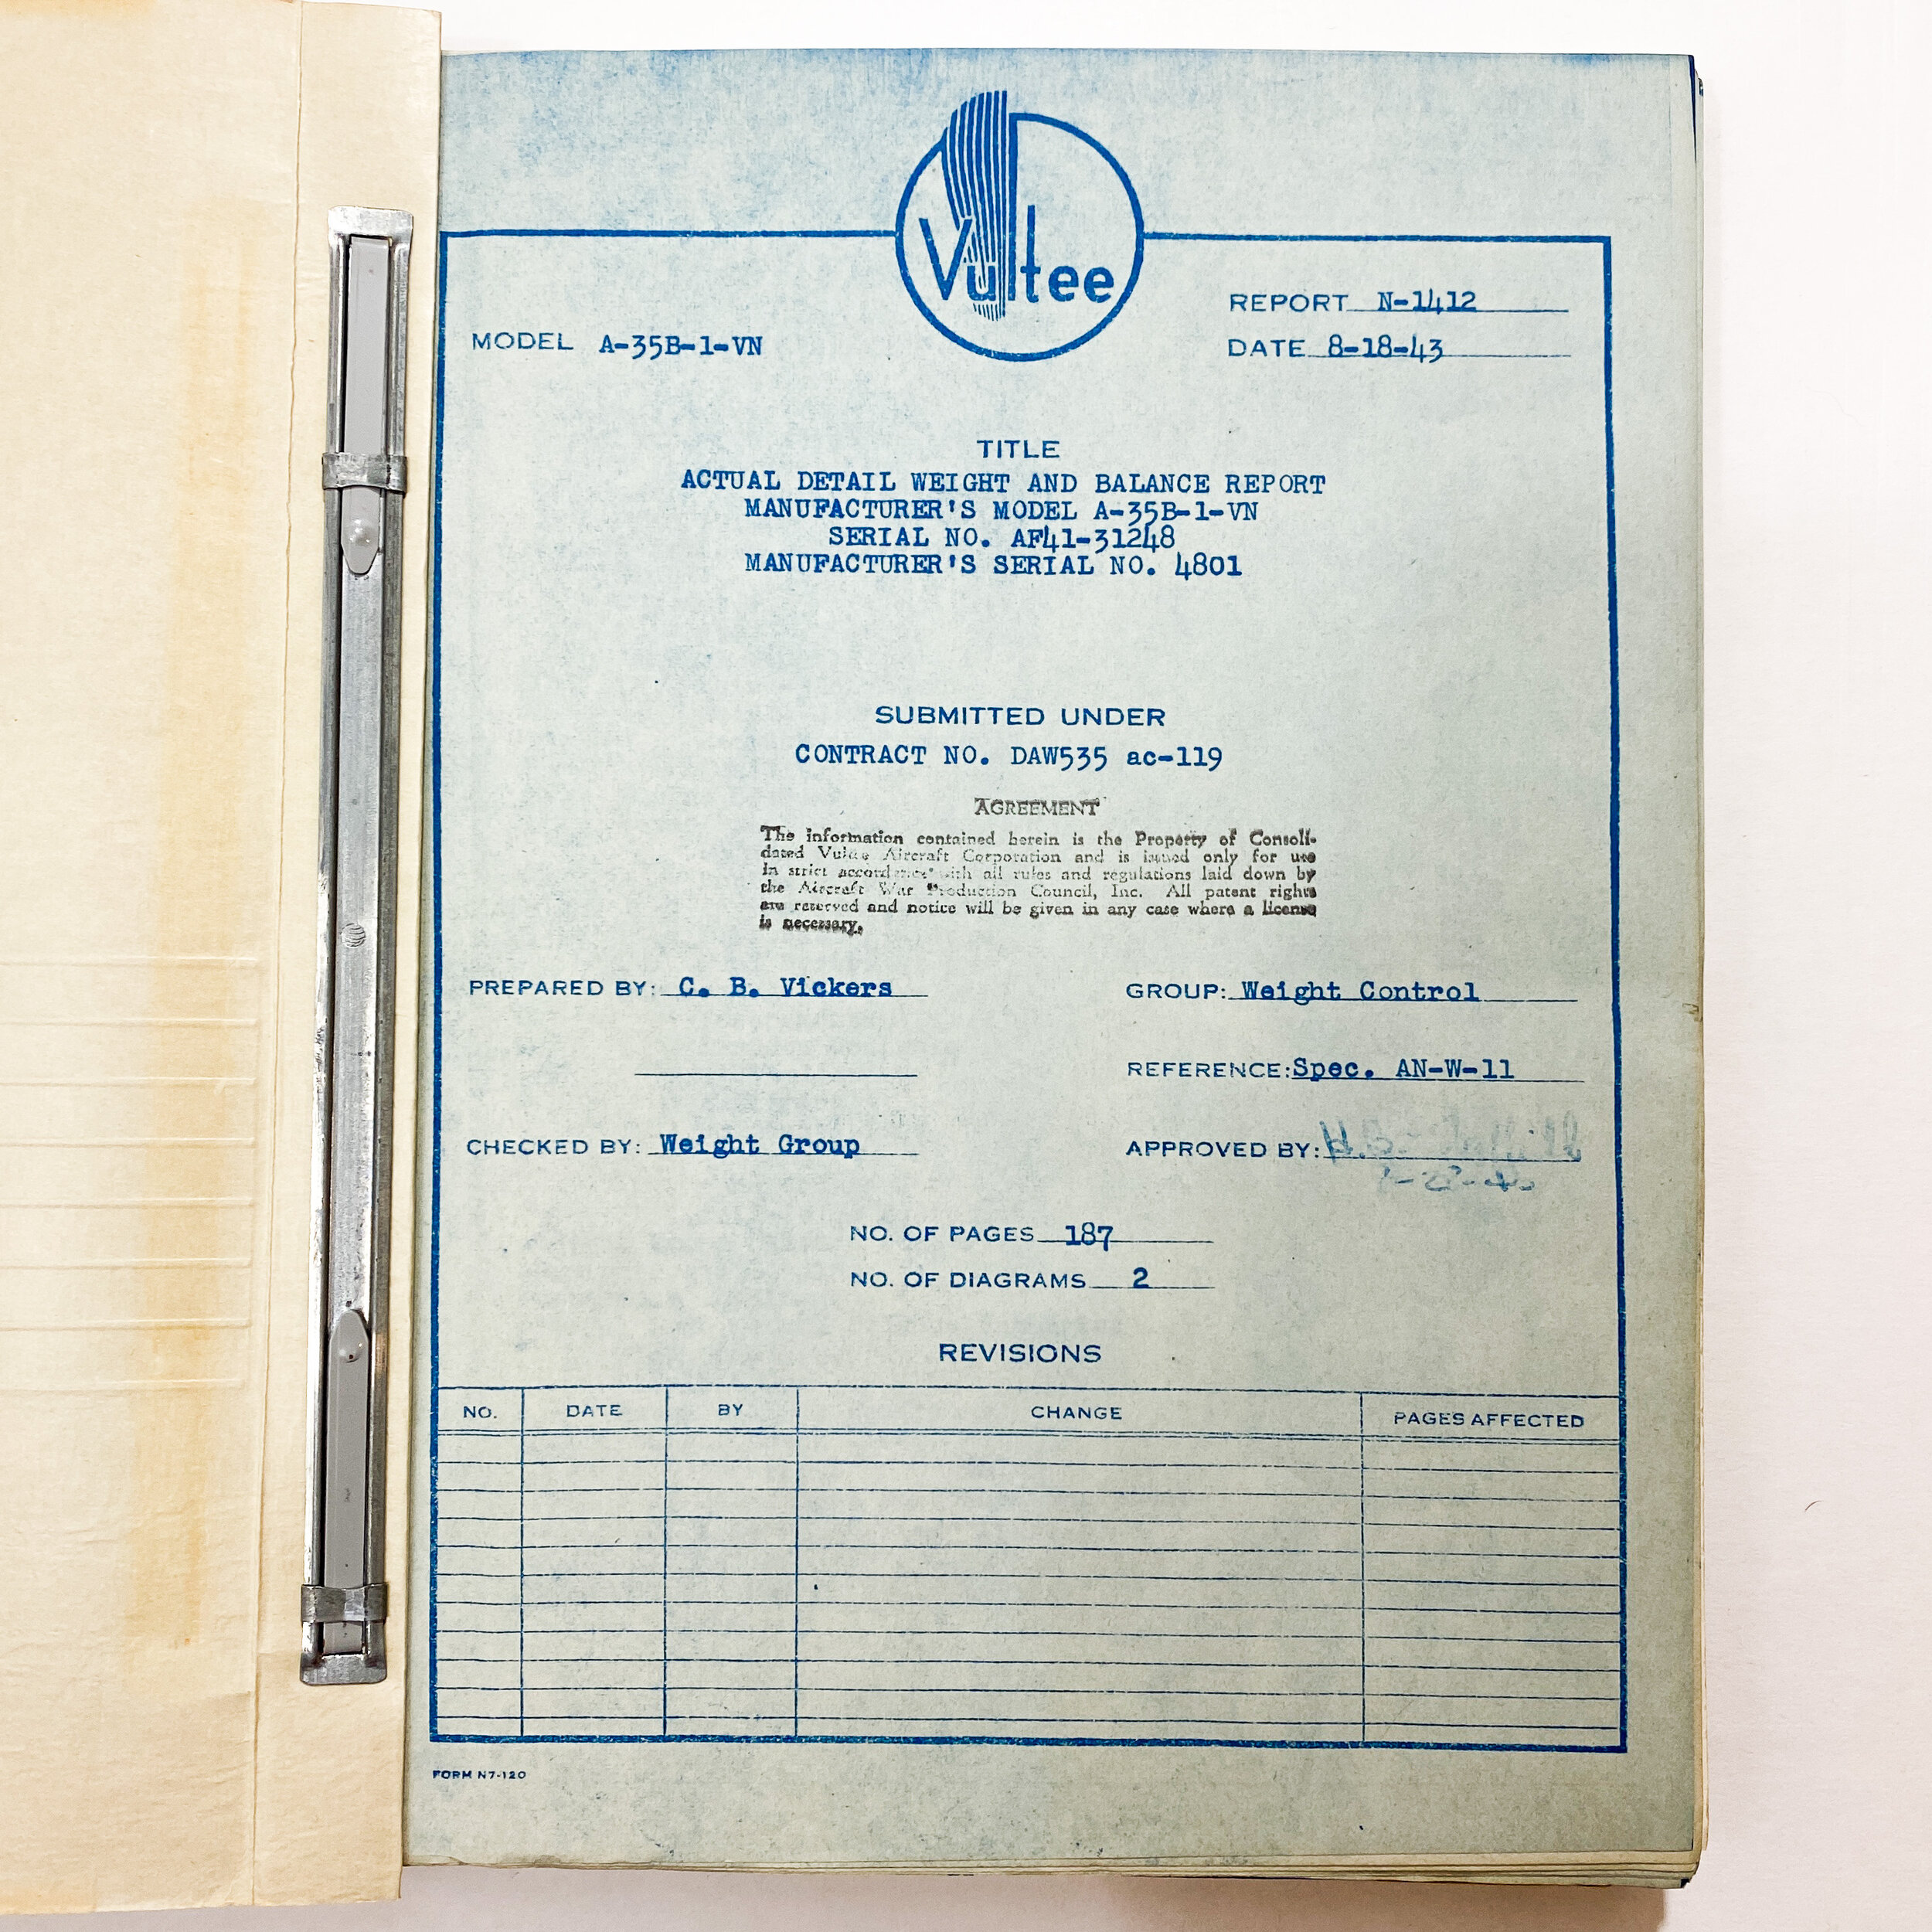 Vultee
REPORT N-1412
MODEL A-35B-1-VN
DATE 8-18-43
TITLE
ACTUAL DETAIL WEIGHT AND BALANCE REPORT
MANUFACTURER'S MODEL A-35B-1-VN
SERIAL NO. AF41-31248
MANUFACTURER'S SERIAL NO. 4801
SUBMITTED UNDER
CONTRACT NO. DAW535 ac-119
AGREEMENT
The information contained herein is the Property of Consoli-
dated Vultee Aircraft Corporation and is issued only for use
in strict accordance with all rules and regulations laid down by
the Aircraft War Production Council, Inc. All patent rights
are reserved and notice will be given in any case where a license
is necessary.
PREPARED BY: C. B. Vickers
GROUP: Weight Control
REFERENCE: Spec. AN-W-11
CHECKED BY: Weight Group
APPROVED BY:
NO. OF PAGES 187
NO. OF DIAGRAMS 2
REVISIONS
NO. DATE BY CHANGE PAGES AFFECTED
FORM N7-120